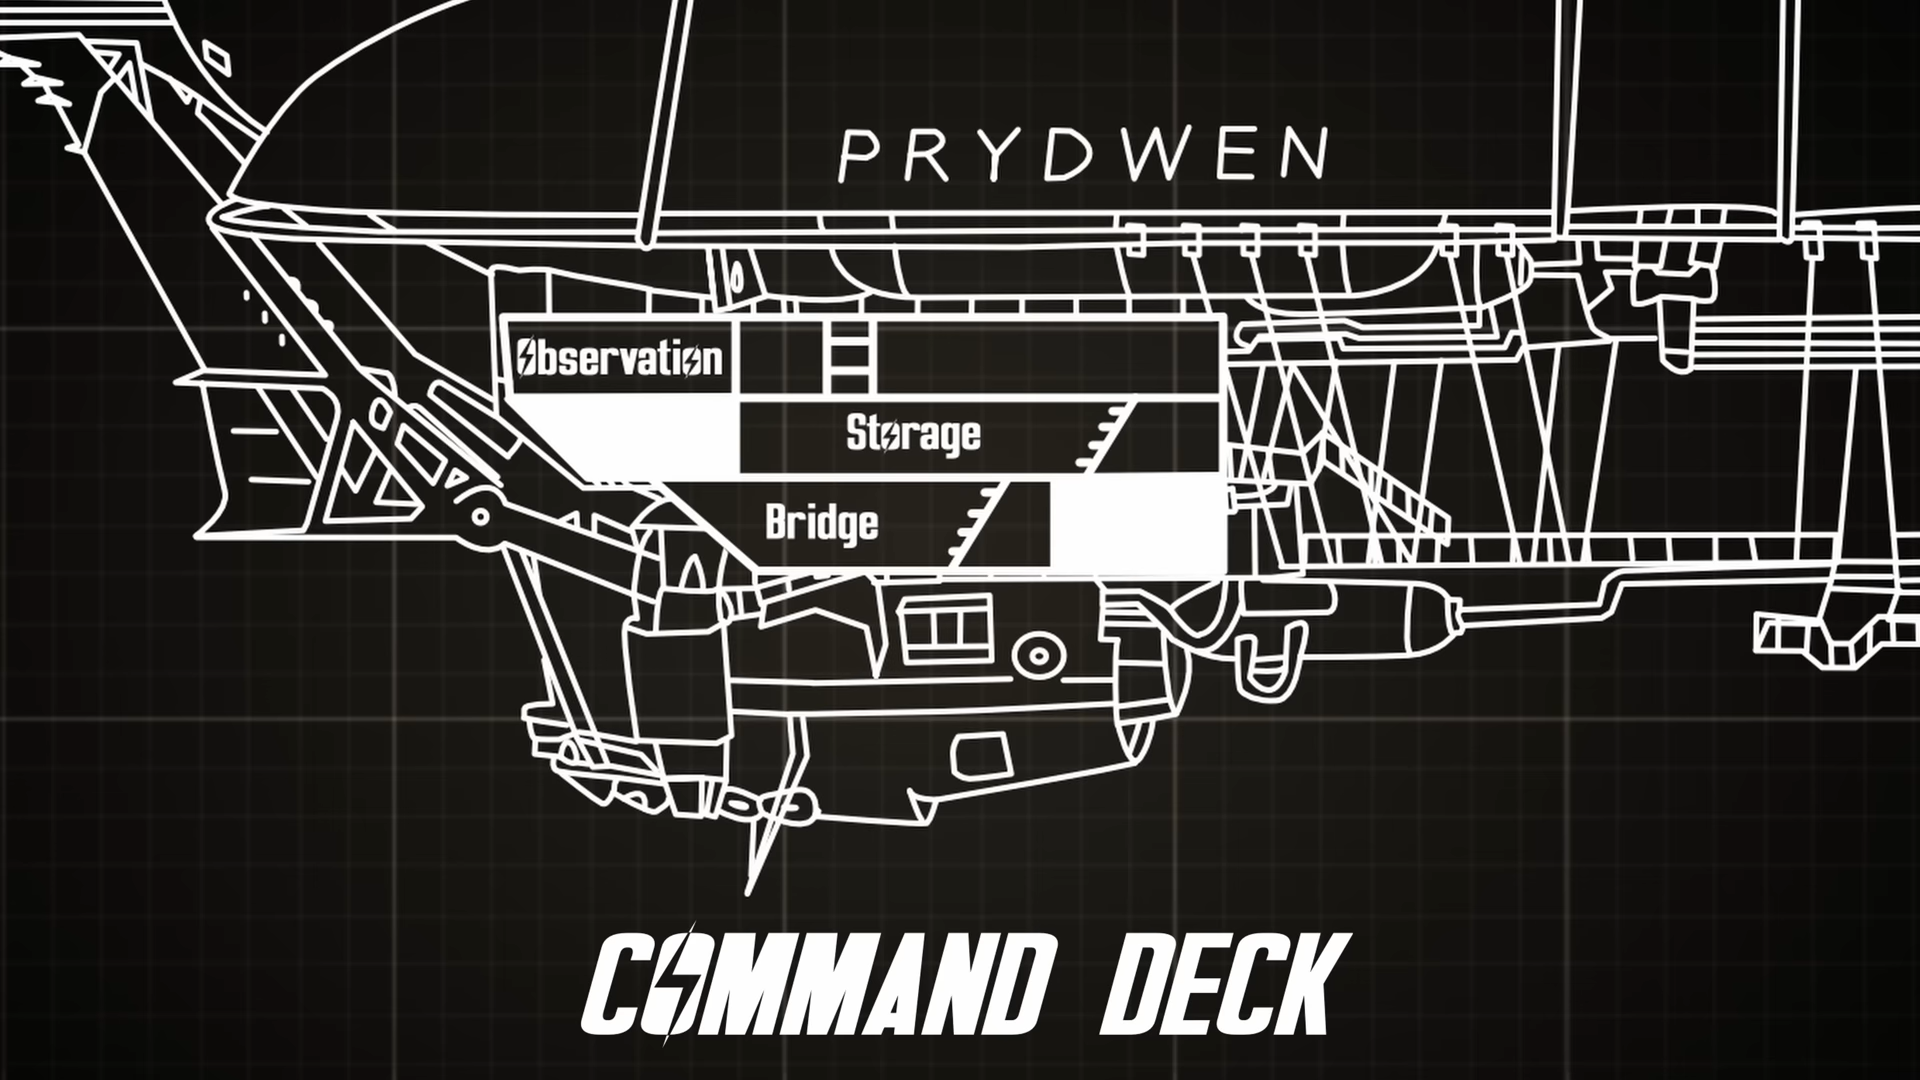 PRYDWEN
Observation
Storage
Bridge
COMMAND DECK